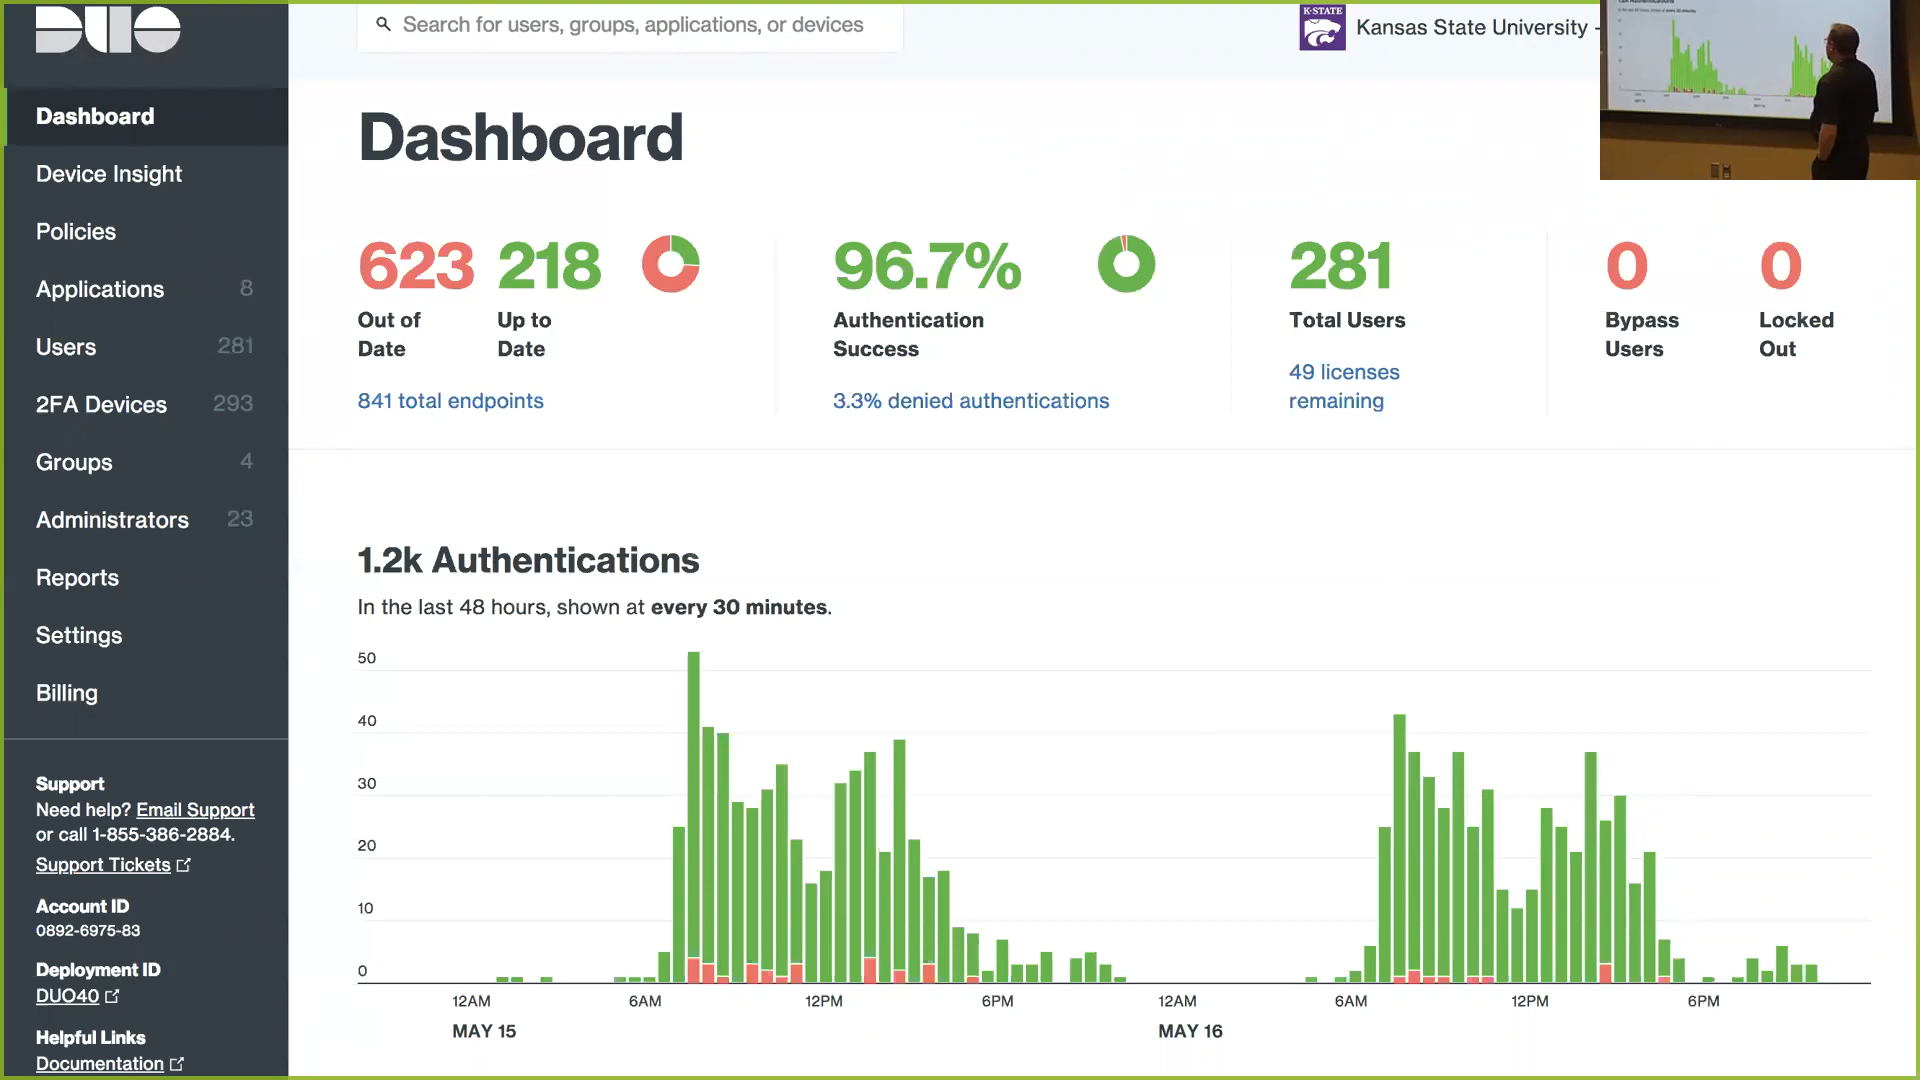 DUO
Search for users, groups, applications, or devices
K-STATE
Kansas State University -
Dashboard
Device Insight
Policies
Applications 8
Users 281
2FA Devices 293
Groups 4
Administrators 23
Reports
Settings
Billing
Support
Need help? Email Support
or call 1-855-386-2884.
Support Tickets
Account ID
0892-6975-83
Deployment ID
DUO40
Helpful Links
Documentation
Dashboard
623 218
Out of Date
Up to Date
841 total endpoints
96.7%
Authentication
Success
3.3% denied authentications
281
Total Users
49 licenses
remaining
0
Bypass
Users
0
Locked
Out
1.2k Authentications
In the last 48 hours, shown at every 30 minutes.
50
40
30
20
10
0
12AM 6AM 12PM 6PM 12AM 6AM 12PM 6PM
MAY 15 MAY 16